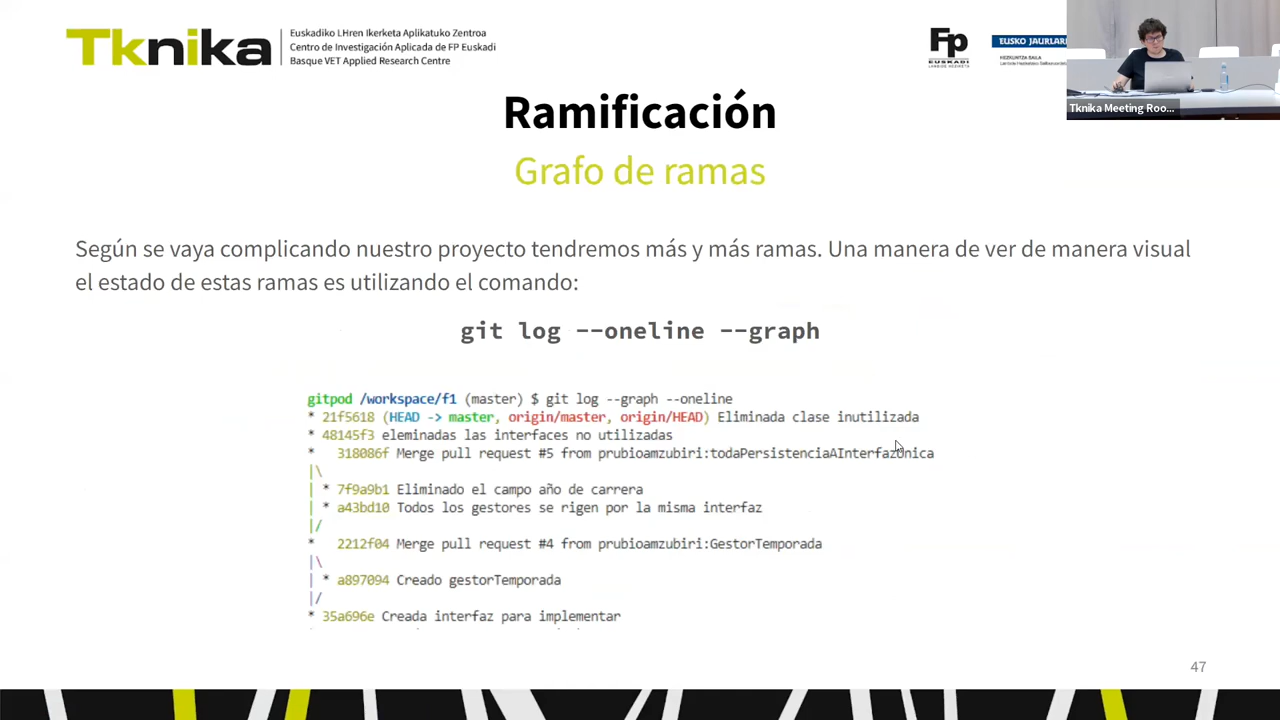 Tknika
Euskadiko LHren Ikerketa Aplikatuko Zentroa
Centro de Investigación Aplicada de FP Euskadi
Basque VET Applied Research Centre
Fp
EUSKADI
LANBIDE HEZIKETA
EUSKO JAURLAR
HEZKUNTZA SAILA
Tknika Meeting Roo...
Ramificación
Grafo de ramas
Según se vaya complicando nuestro proyecto tendremos más y más ramas. Una manera de ver de manera visual
el estado de estas ramas es utilizando el comando:
git log --oneline --graph
gitpod /workspace/f1 (master) $ git log --graph --oneline
* 21f5618 (HEAD -> master, origin/master, origin/HEAD) Eliminada clase inutilizada
* 48145f3 eleminadas las interfaces no utilizadas
*   318086f Merge pull request #5 from prubioamzubiri:todaPersistenciaAInterfazUnica
|\
| * 7f9a9b1 Eliminado el campo año de carrera
| * a43bd10 Todos los gestores se rigen por la misma interfaz
|/
*   2212f04 Merge pull request #4 from prubioamzubiri:GestorTemporada
|\
| * a897094 Creado gestorTemporada
|/
* 35a696e Creada interfaz para implementar
47